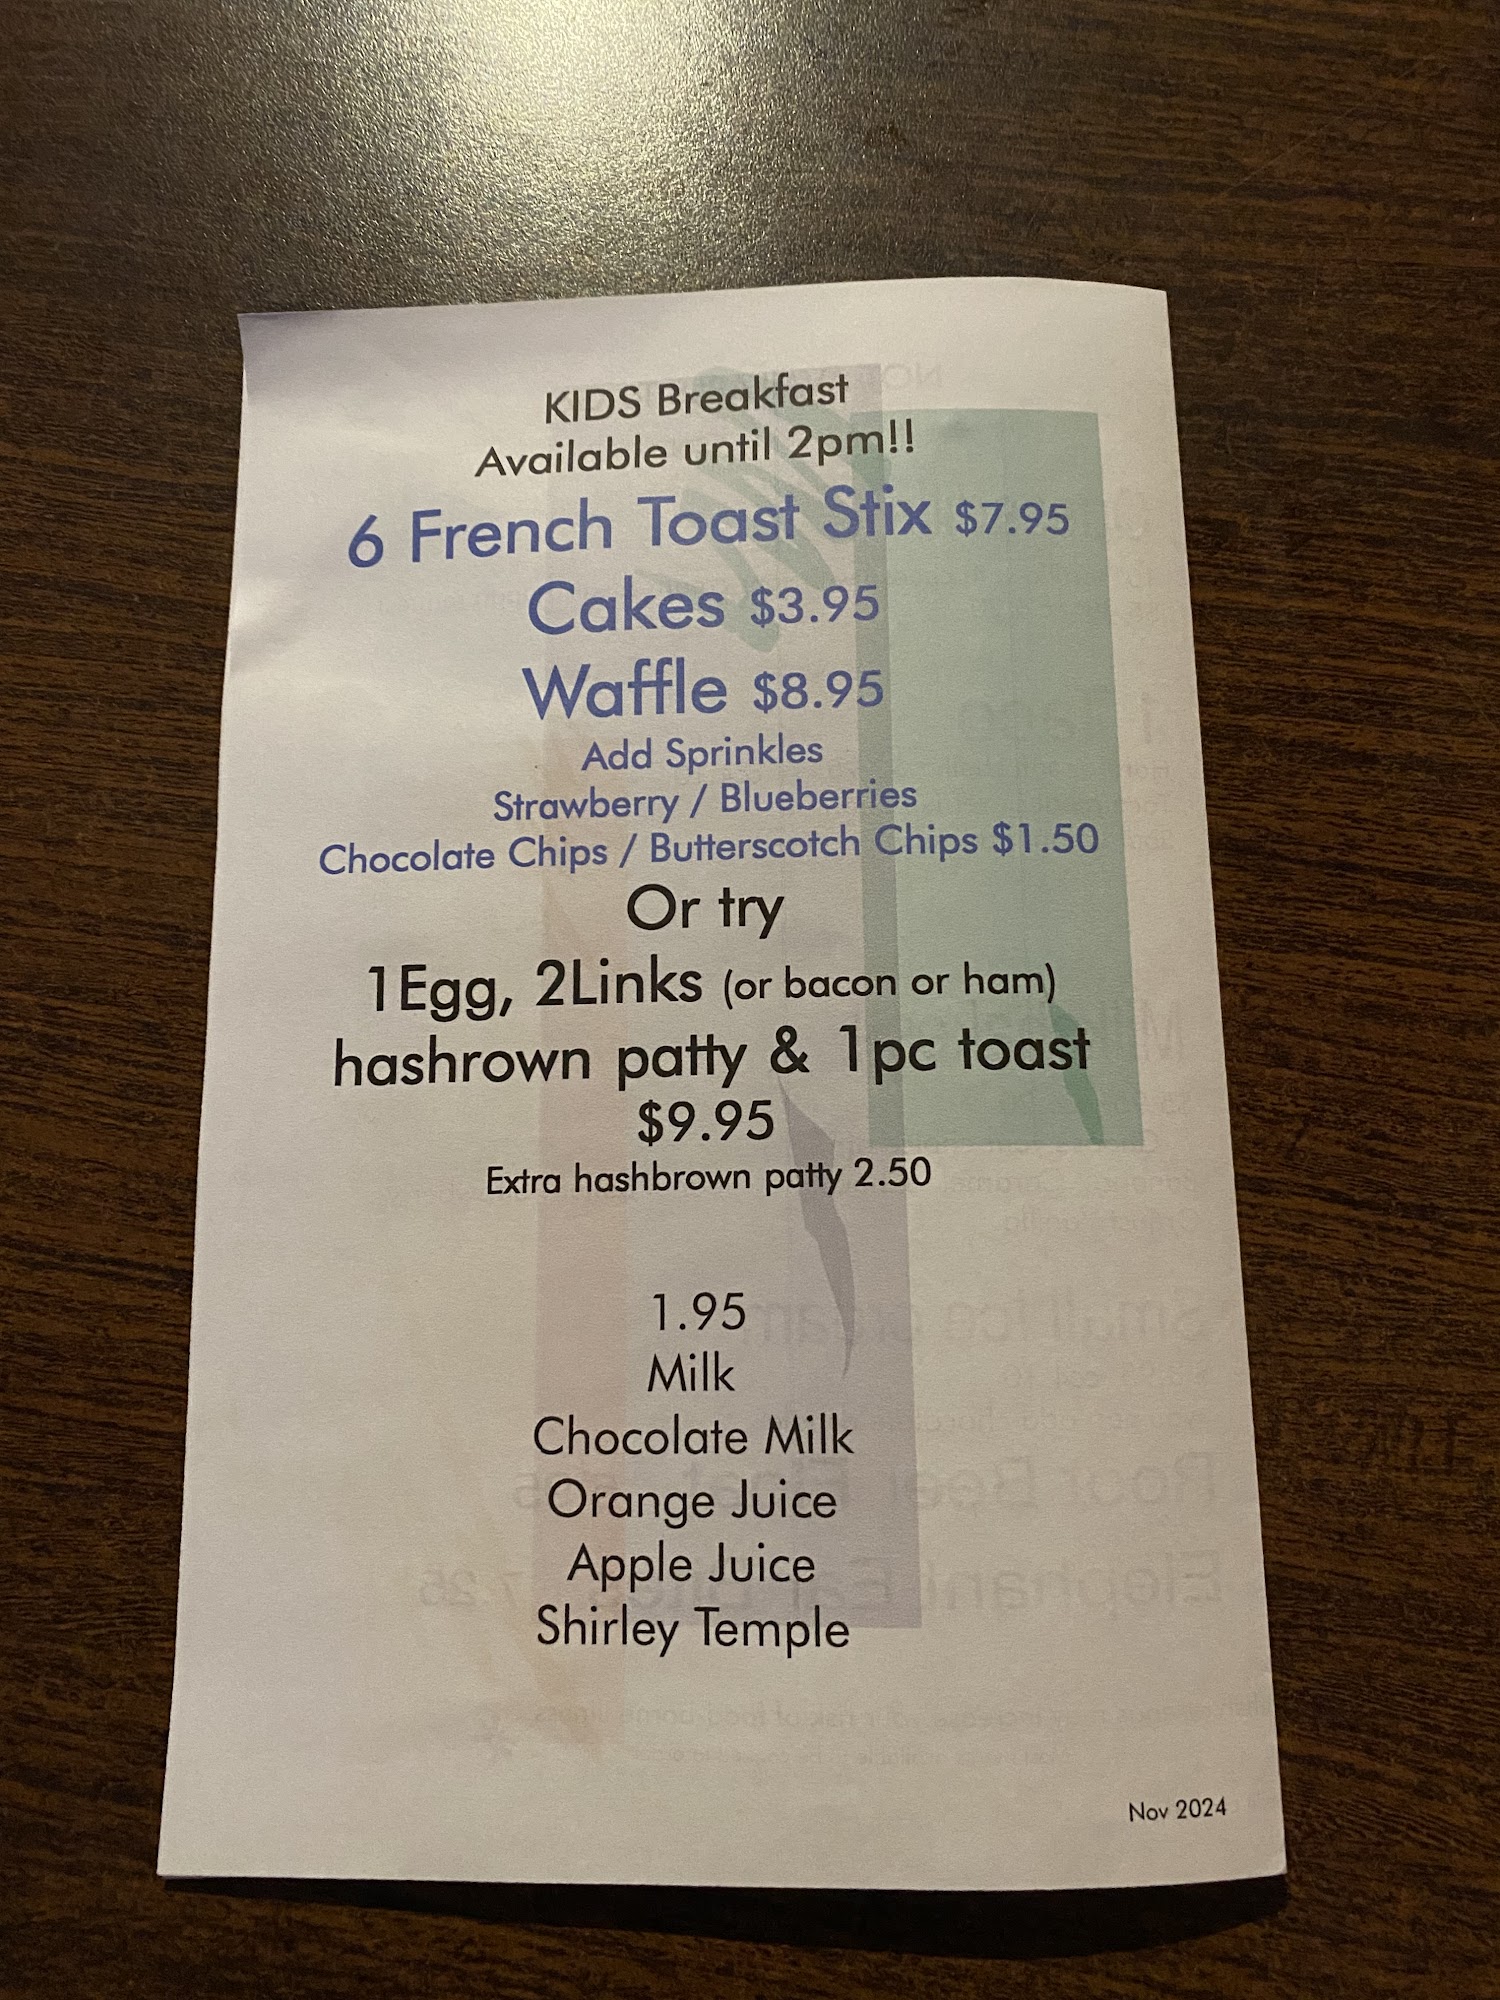 KIDS Breakfast
Available until 2pm!!
6 French Toast Stix $7.95
Cakes $3.95
Waffle $8.95
Add Sprinkles
Strawberry / Blueberries
Chocolate Chips / Butterscotch Chips $1.50
Or try
1Egg, 2Links (or bacon or ham)
hashrown patty & 1pc toast
$9.95
Extra hashbrown patty 2.50
1.95
Milk
Chocolate Milk
Orange Juice
Apple Juice
Shirley Temple
Nov 2024